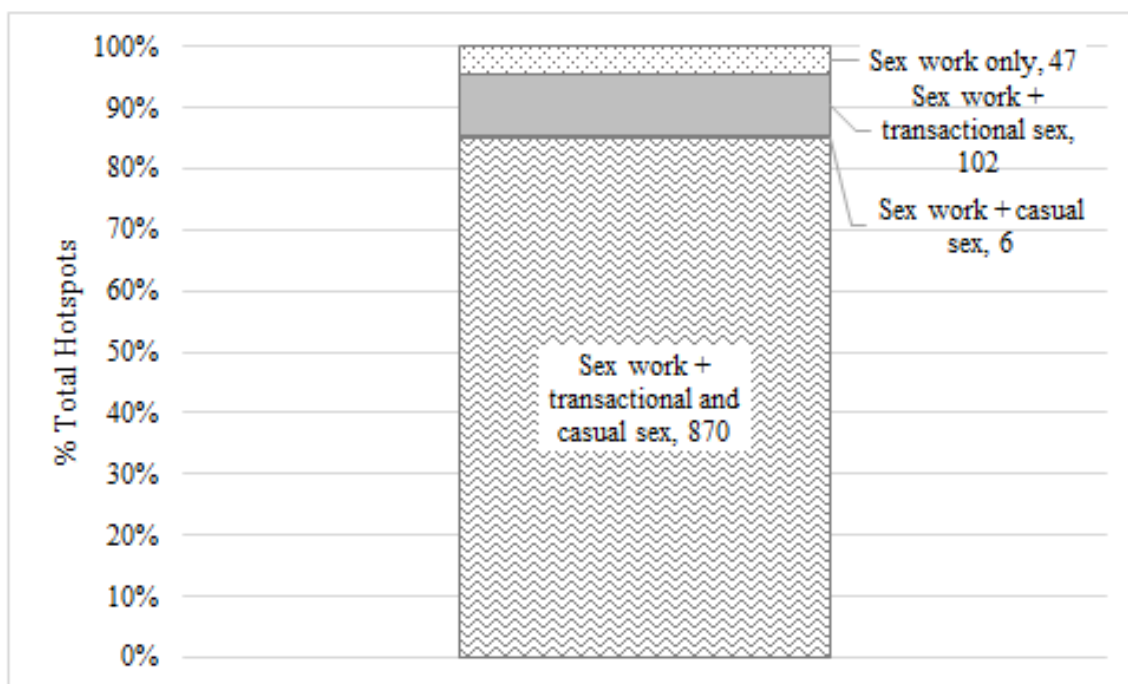 % Total Hotspots
100%
90%
80%
70%
60%
50%
40%
30%
20%
10%
0%
Sex work only, 47
Sex work +
transactional sex,
102
Sex work + casual
sex, 6
Sex work +
transactional and
casual sex, 870